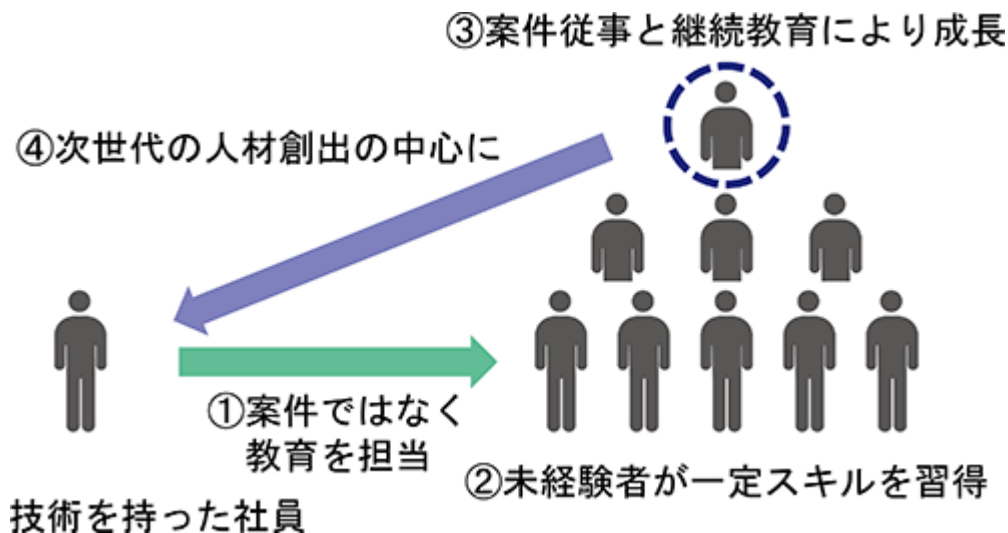 ③案件従事と継続教育により成長
④次世代の人材創出の中心に
①案件ではなく
教育を担当
②未経験者が一定スキルを習得
技術を持った社員